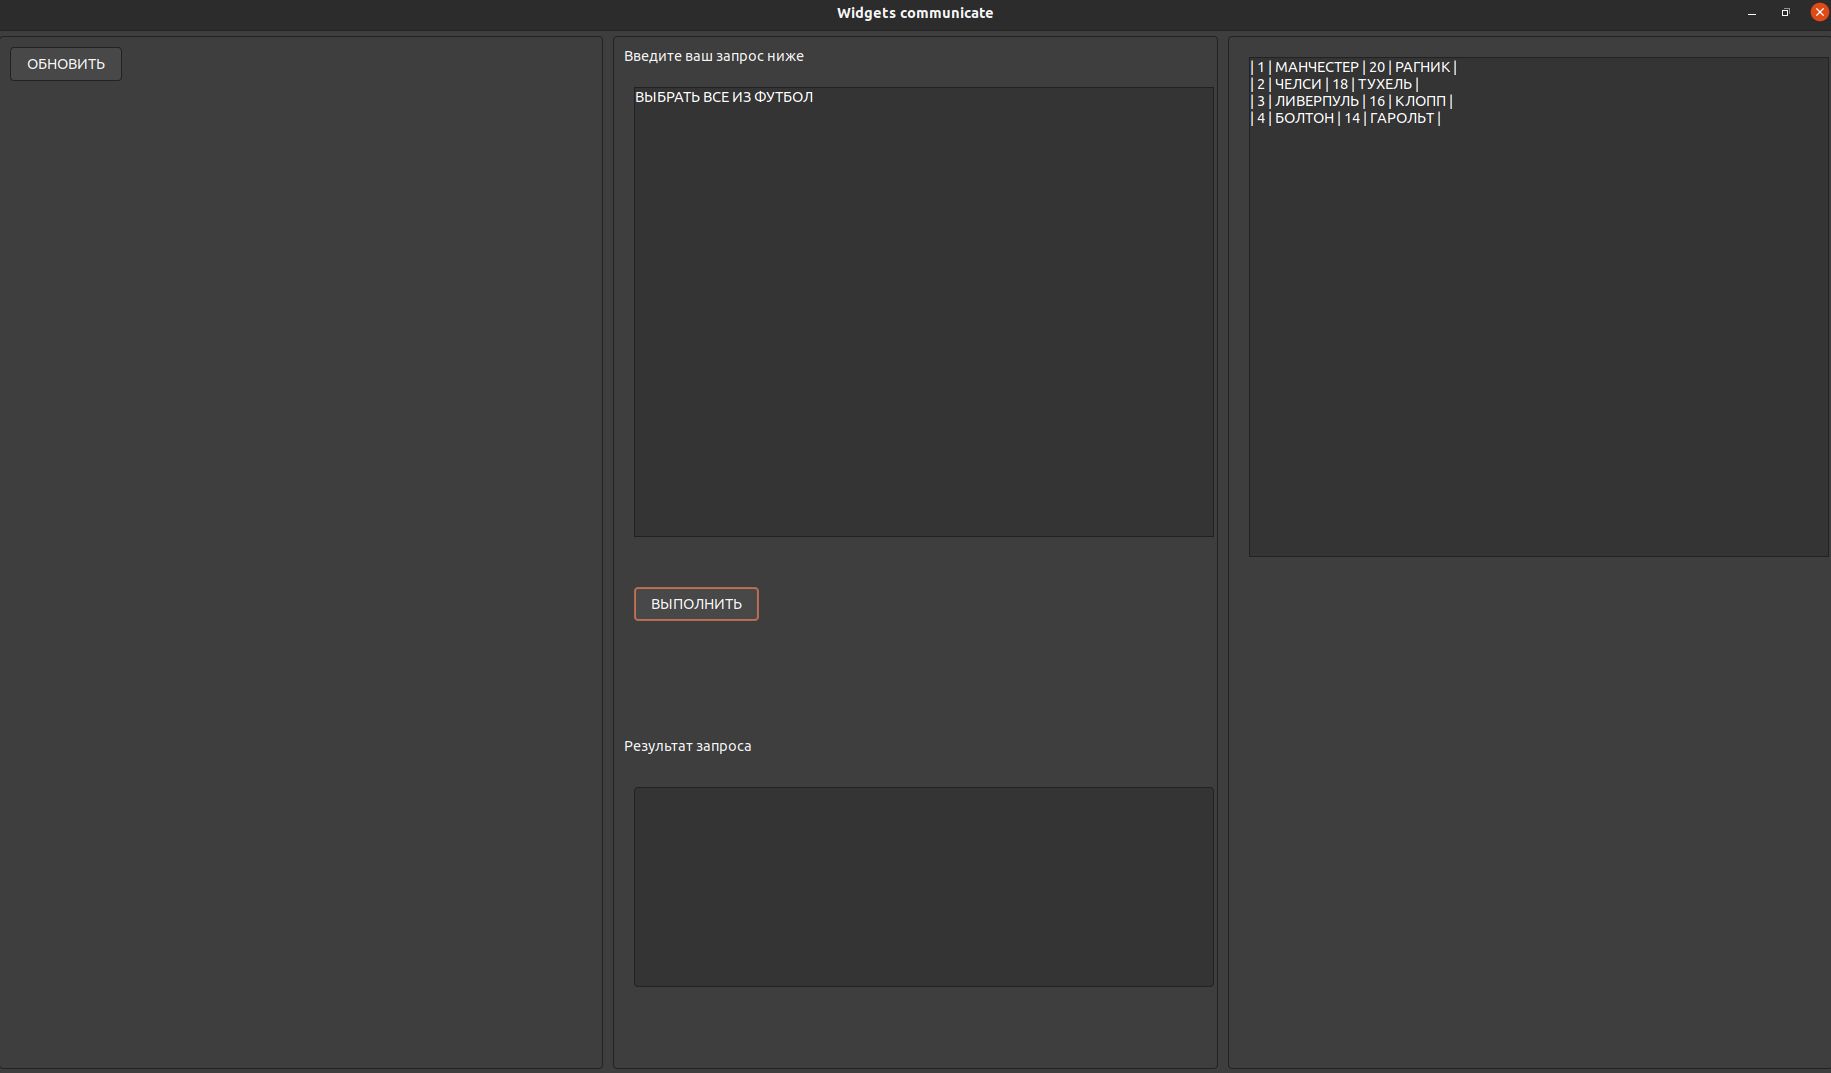 Widgets communicate
ОБНОВИТЬ
Введите ваш запрос ниже
ВЫБРАТЬ ВСЕ ИЗ ФУТБОЛ
ВЫПОЛНИТЬ
Результат запроса
| 1 | МАНЧЕСТЕР | 20 | РАГНИК |
| 2 | ЧЕЛСИ | 18 | ТУХЕЛЬ |
| 3 | ЛИВЕРПУЛЬ | 16 | КЛОПП |
| 4 | БОЛТОН | 14 | ГАРОЛЬТ |